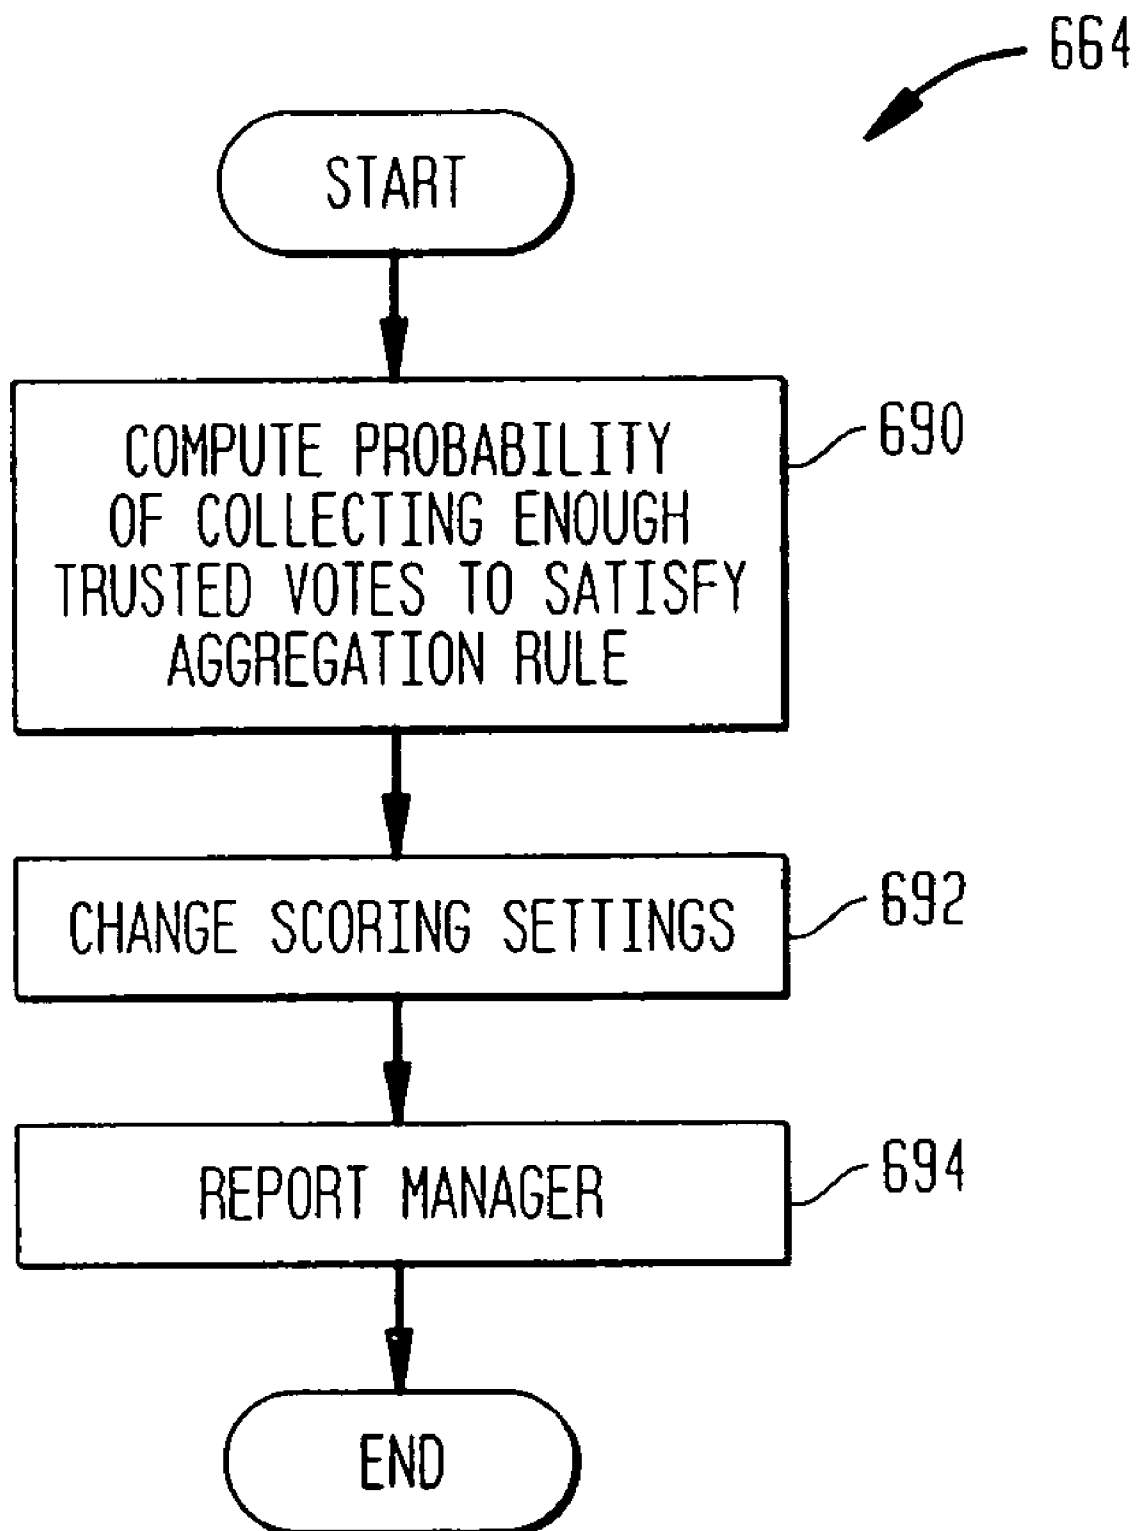 664
START
COMPUTE PROBABILITY
OF COLLECTING ENOUGH
TRUSTED VOTES TO SATISFY
AGGREGATION RULE
690
CHANGE SCORING SETTINGS
692
REPORT MANAGER
694
END